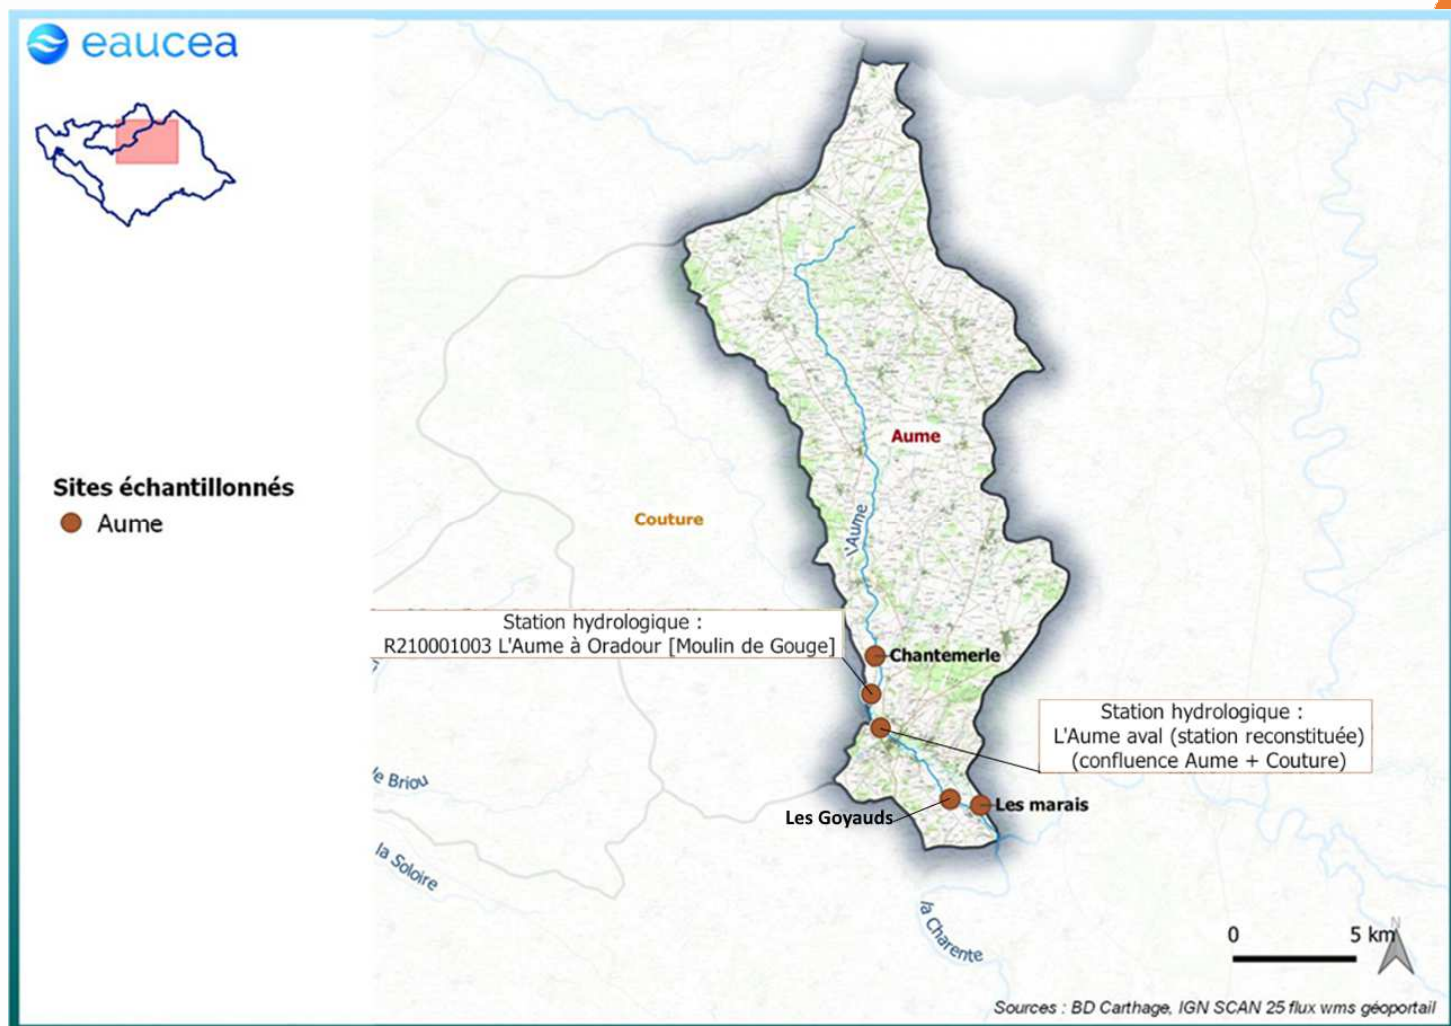 eaucea
Sites échantillonnés
Aume
Aume
Couture
l'Aume
Station hydrologique :
R210001003 L'Aume à Oradour [Moulin de Gouge]
Chantemerle
Station hydrologique :
L'Aume aval (station reconstituée)
(confluence Aume + Couture)
le Briou
Les Goyauds
Les marais
la Soloire
la Charente
0 5 km
N
Sources : BD Carthage, IGN SCAN 25 flux wms géoportail